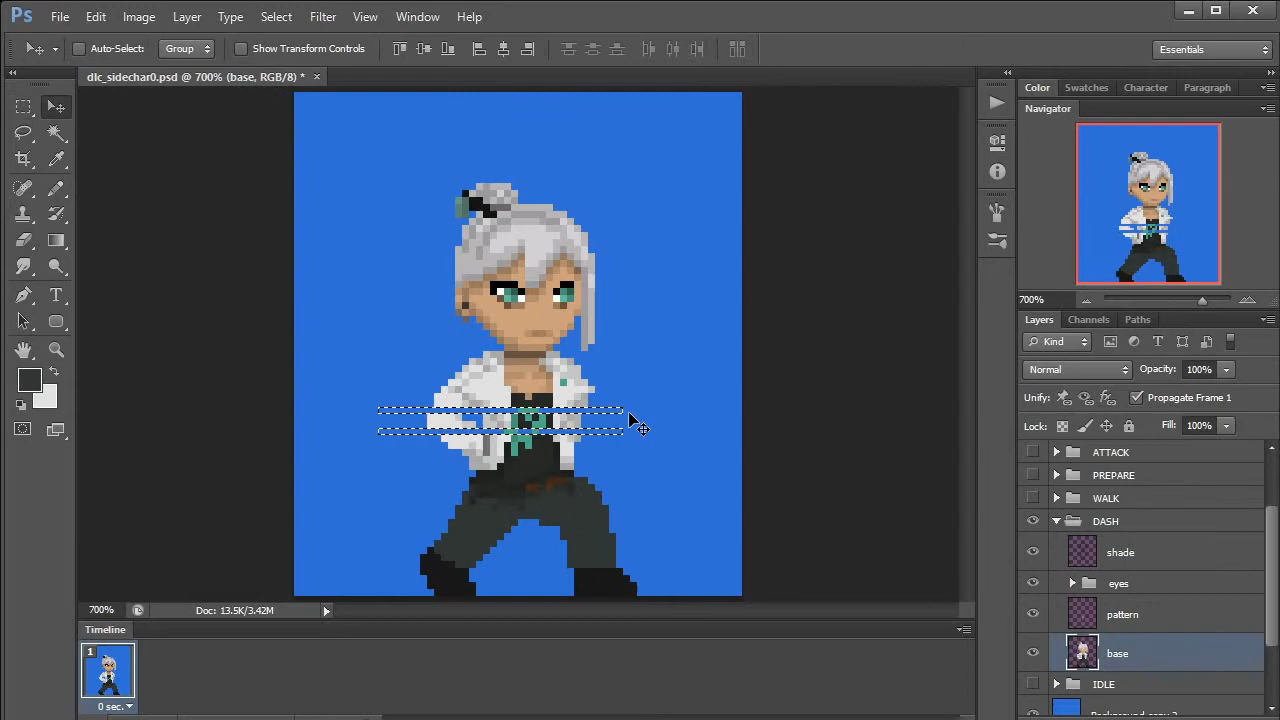 Ps File Edit Image Layer Type Select Filter View Window Help
Auto-Select: Group Show Transform Controls Essentials
dlc_sidechar0.psd @ 700% (base, RGB/8) * ×
Color Swatches Character Paragraph
Navigator
700%
Layers Channels Paths
Kind
Normal Opacity: 100%
Unify: Propagate Frame 1
Lock: Fill: 100%
ATTACK
PREPARE
WALK
DASH
shade
eyes
pattern
base
IDLE
Background copy 2
700% Doc: 13.5K/3.42M
Timeline
1
0 sec.